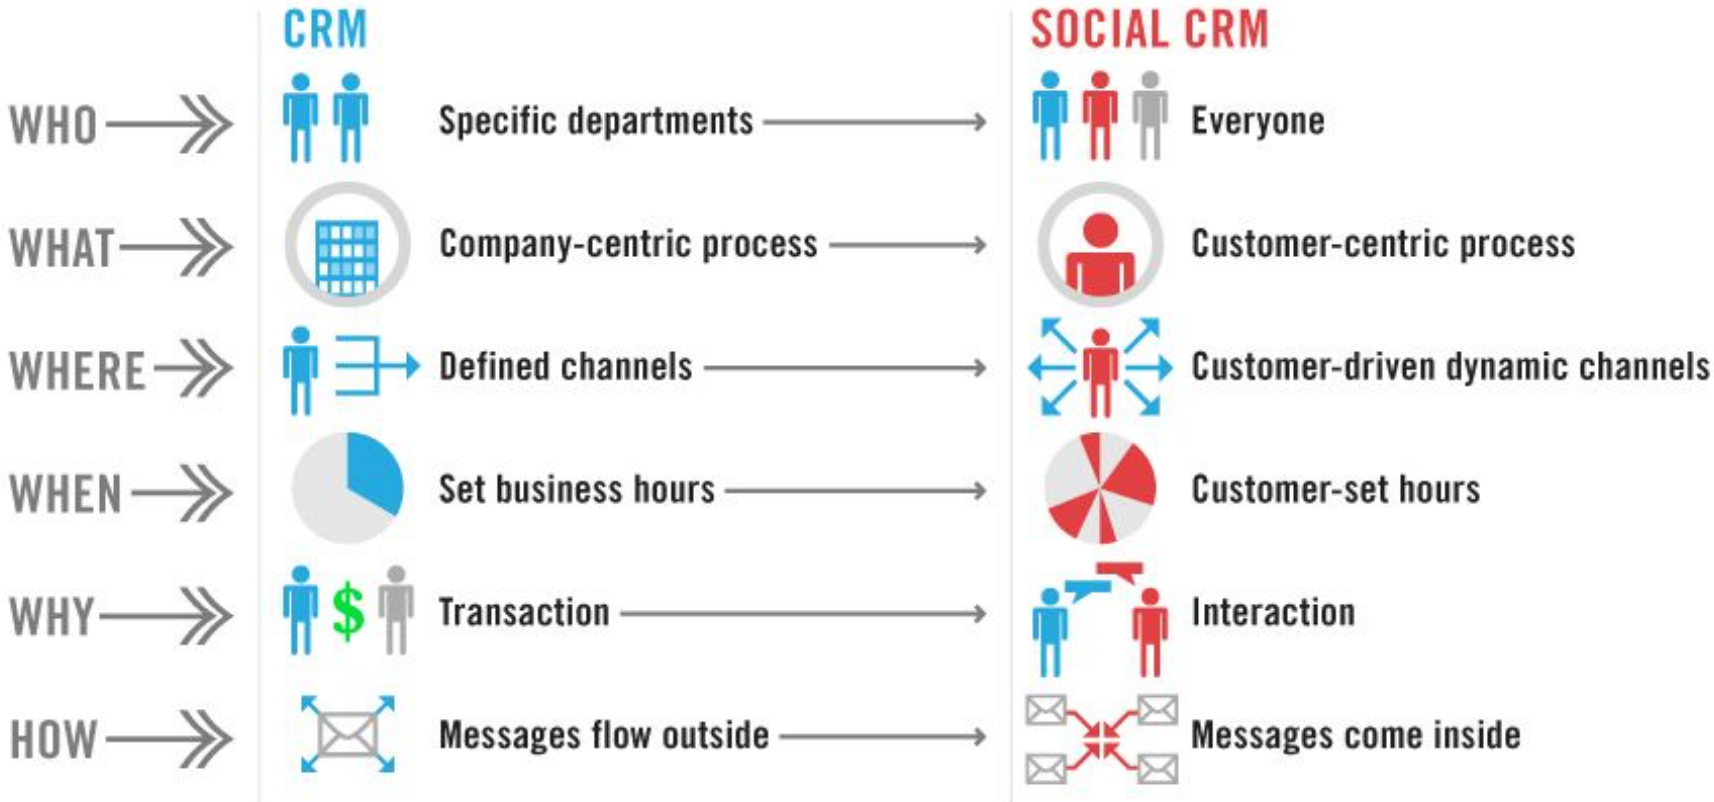 CRM SOCIAL CRM
WHO Specific departments Everyone
WHAT Company-centric process Customer-centric process
WHERE Defined channels Customer-driven dynamic channels
WHEN Set business hours Customer-set hours
WHY $ Transaction Interaction
HOW Messages flow outside Messages come inside